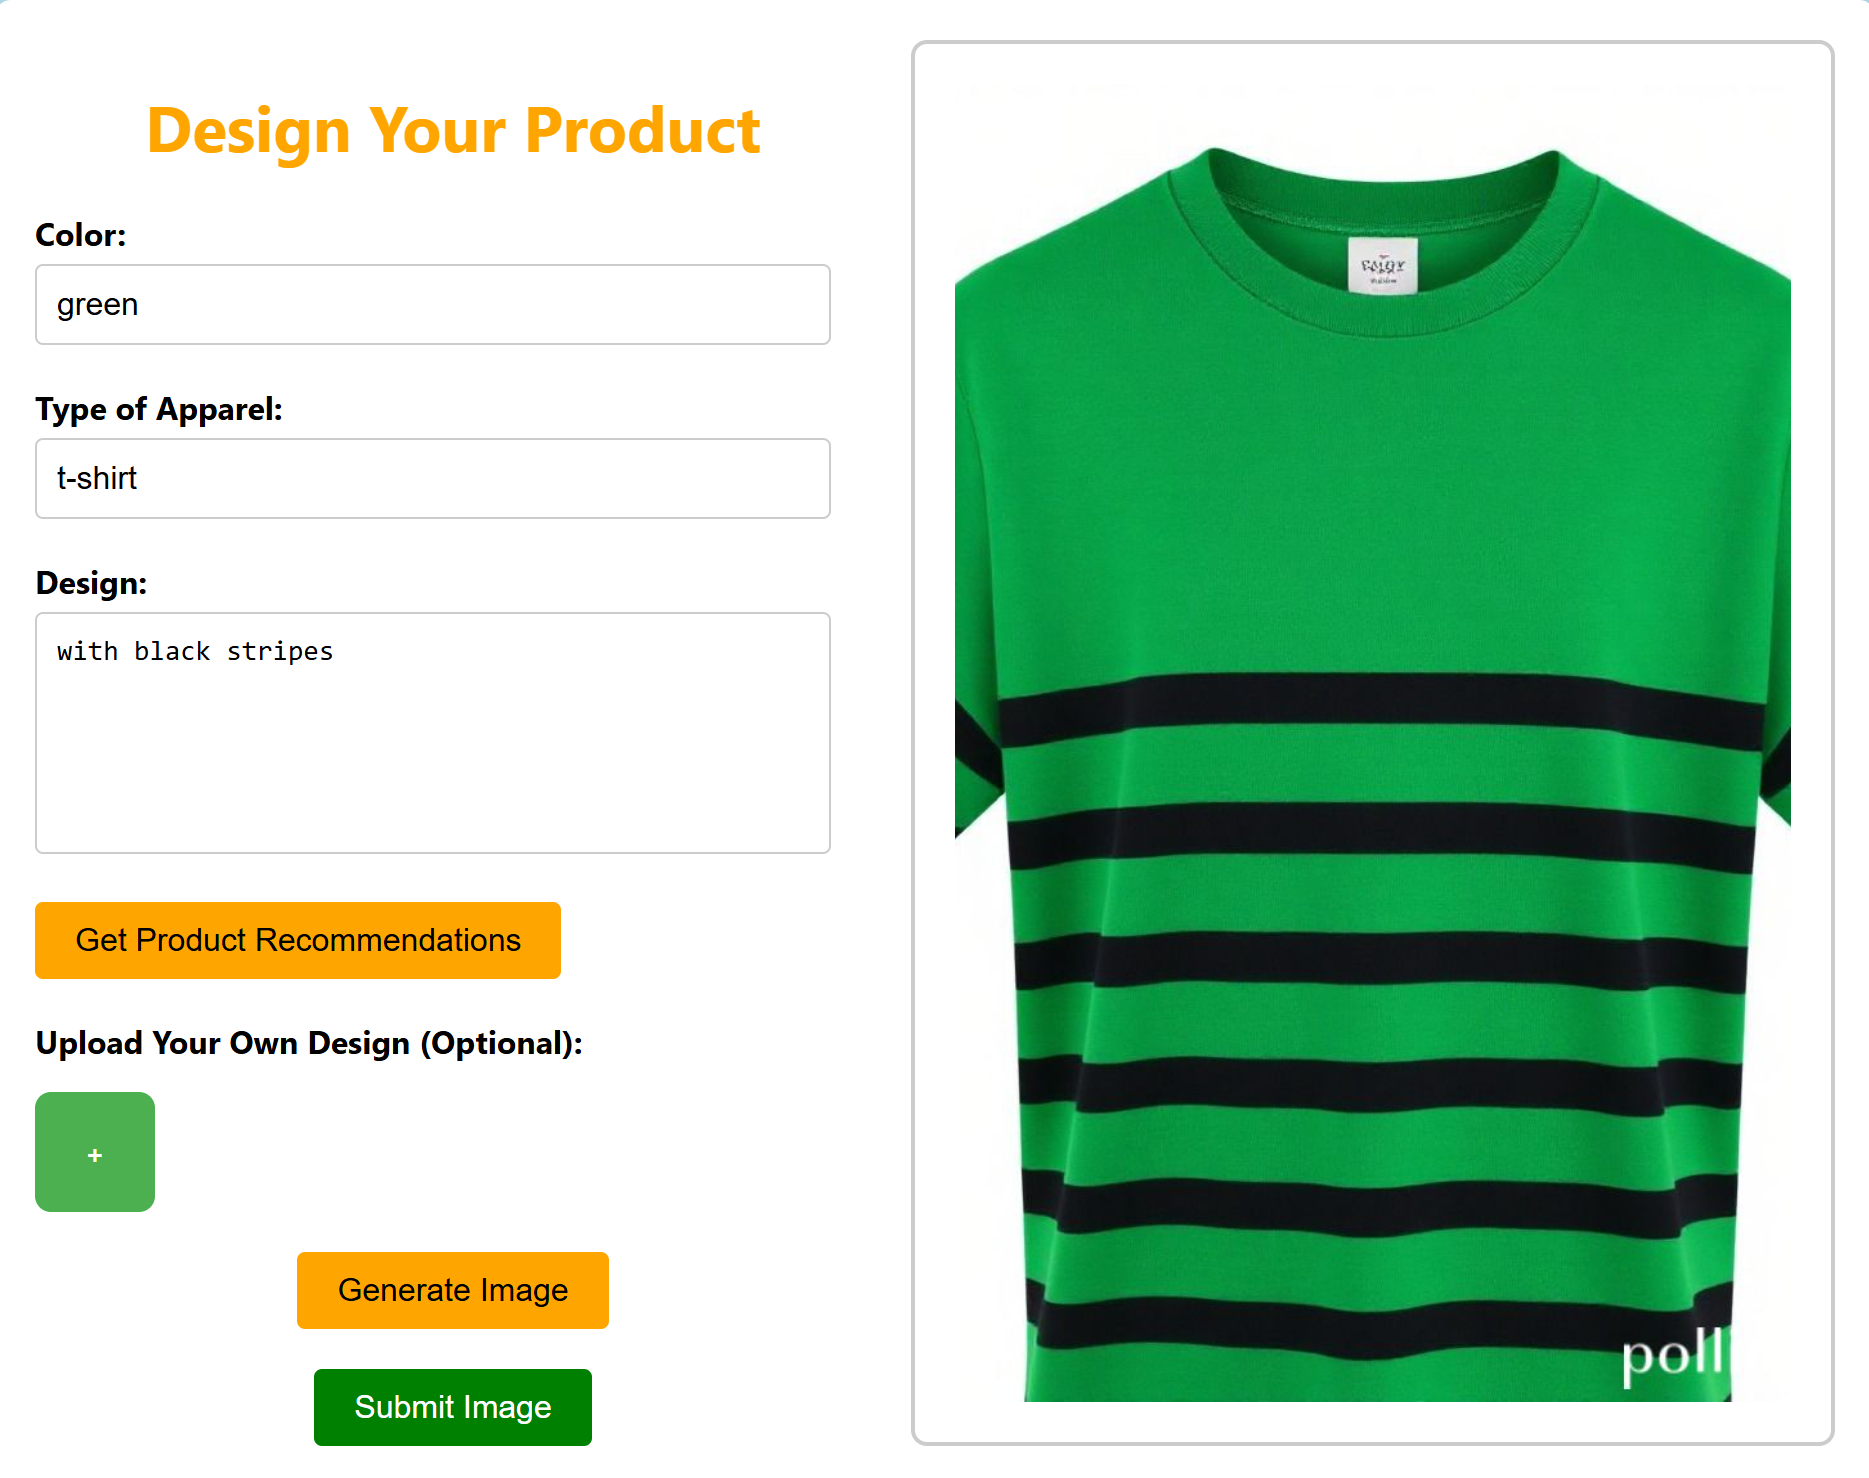 Design Your Product
Color:
green
Type of Apparel:
t-shirt
Design:
with black stripes
Get Product Recommendations
Upload Your Own Design (Optional):
+
Generate Image
Submit Image
poll